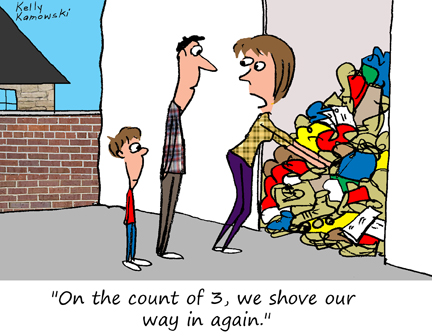 Kelly
Kamowski
"On the count of 3, we shove our
way in again."